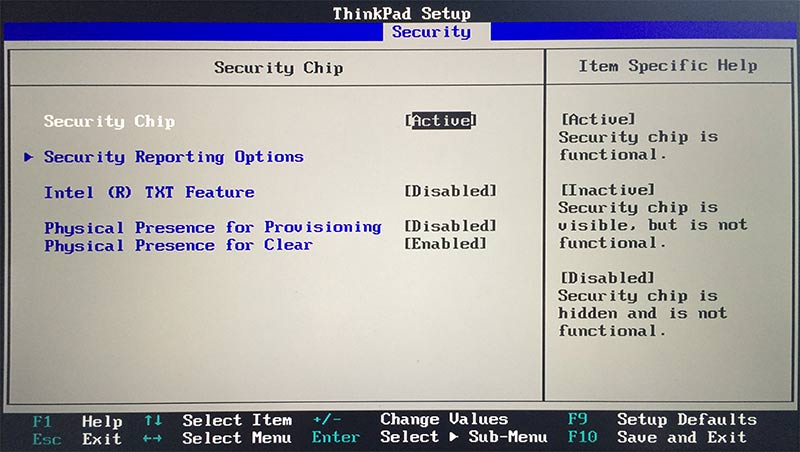 ThinkPad Setup
Security
Security Chip
Item Specific Help
Security Chip [Active]
▶ Security Reporting Options
Intel (R) TXT Feature [Disabled]
Physical Presence for Provisioning [Disabled]
Physical Presence for Clear [Enabled]
[Active]
Security chip is
functional.
[Inactive]
Security chip is
visible, but is not
functional.
[Disabled]
Security chip is
hidden and is not
functional.
F1 Help ↑↓ Select Item +/- Change Values F9 Setup Defaults
Esc Exit ←→ Select Menu Enter Select ▶ Sub-Menu F10 Save and Exit